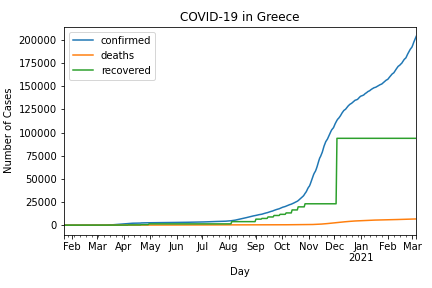 COVID-19 in Greece
confirmed
deaths
recovered
Number of Cases
200000
175000
150000
125000
100000
75000
50000
25000
0
Feb Mar Apr May Jun Jul Aug Sep Oct Nov Dec Jan Feb Mar
2021
Day